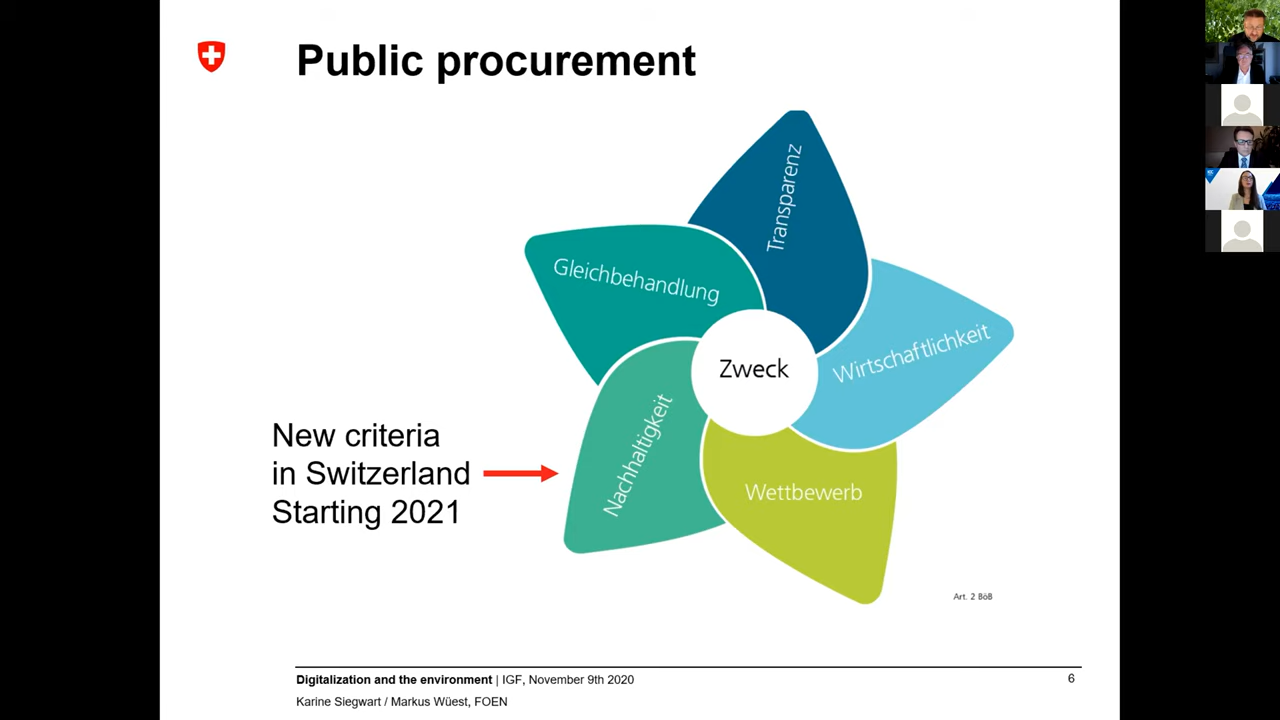 Public procurement
Transparenz
Gleichbehandlung
Wirtschaftlichkeit
Zweck
Nachhaltigkeit
Wettbewerb
New criteria
in Switzerland
Starting 2021
Art. 2 BöB
Digitalization and the environment | IGF, November 9th 2020
6
Karine Siegwart / Markus Wüest, FOEN